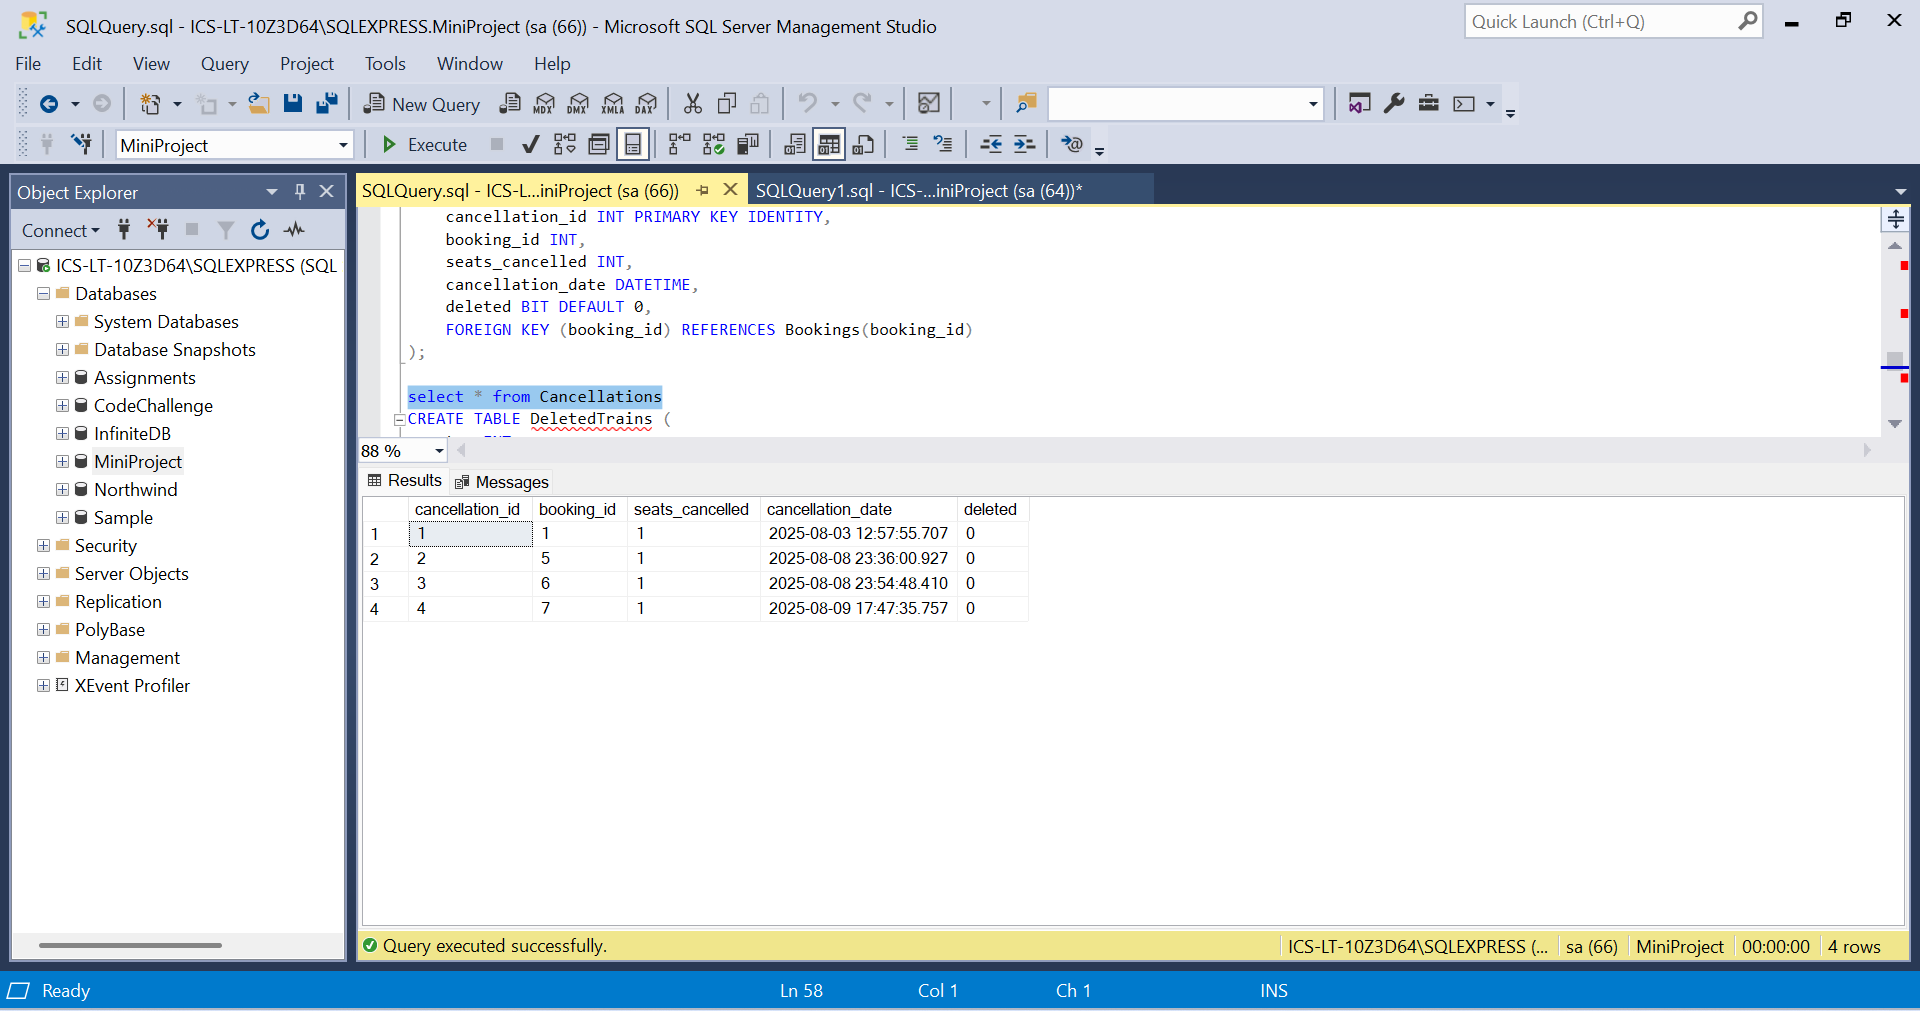 SQLQuery.sql - ICS-LT-10Z3D64\SQLEXPRESS.MiniProject (sa (66)) - Microsoft SQL Server Management Studio
Quick Launch (Ctrl+Q)
File Edit View Query Project Tools Window Help
New Query MDX DMX XMLA DAX
MiniProject Execute
Object Explorer
Connect
ICS-LT-10Z3D64\SQLEXPRESS (SQL
Databases
System Databases
Database Snapshots
Assignments
CodeChallenge
InfiniteDB
MiniProject
Northwind
Sample
Security
Server Objects
Replication
PolyBase
Management
XEvent Profiler
SQLQuery.sql - ICS-L...iniProject (sa (66)) SQLQuery1.sql - ICS-...iniProject (sa (64))*
cancellation_id INT PRIMARY KEY IDENTITY,
booking_id INT,
seats_cancelled INT,
cancellation_date DATETIME,
deleted BIT DEFAULT 0,
FOREIGN KEY (booking_id) REFERENCES Bookings(booking_id)
);
select * from Cancellations
CREATE TABLE DeletedTrains (
88 %
Results Messages
cancellation_id booking_id seats_cancelled cancellation_date deleted
1 1 1 1 2025-08-03 12:57:55.707 0
2 2 5 1 2025-08-08 23:36:00.927 0
3 3 6 1 2025-08-08 23:54:48.410 0
4 4 7 1 2025-08-09 17:47:35.757 0
Query executed successfully. ICS-LT-10Z3D64\SQLEXPRESS (... sa (66) MiniProject 00:00:00 4 rows
Ready Ln 58 Col 1 Ch 1 INS